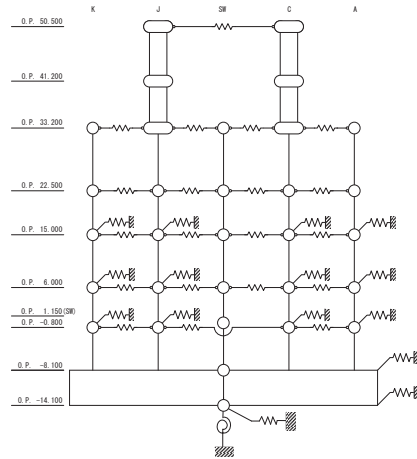 K J SW C A
O.P. 50.500
O.P. 41.200
O.P. 33.200
O.P. 22.500
O.P. 15.000
O.P. 6.000
O.P. 1.150(SW)
O.P. -0.800
O.P. -8.100
O.P. -14.100